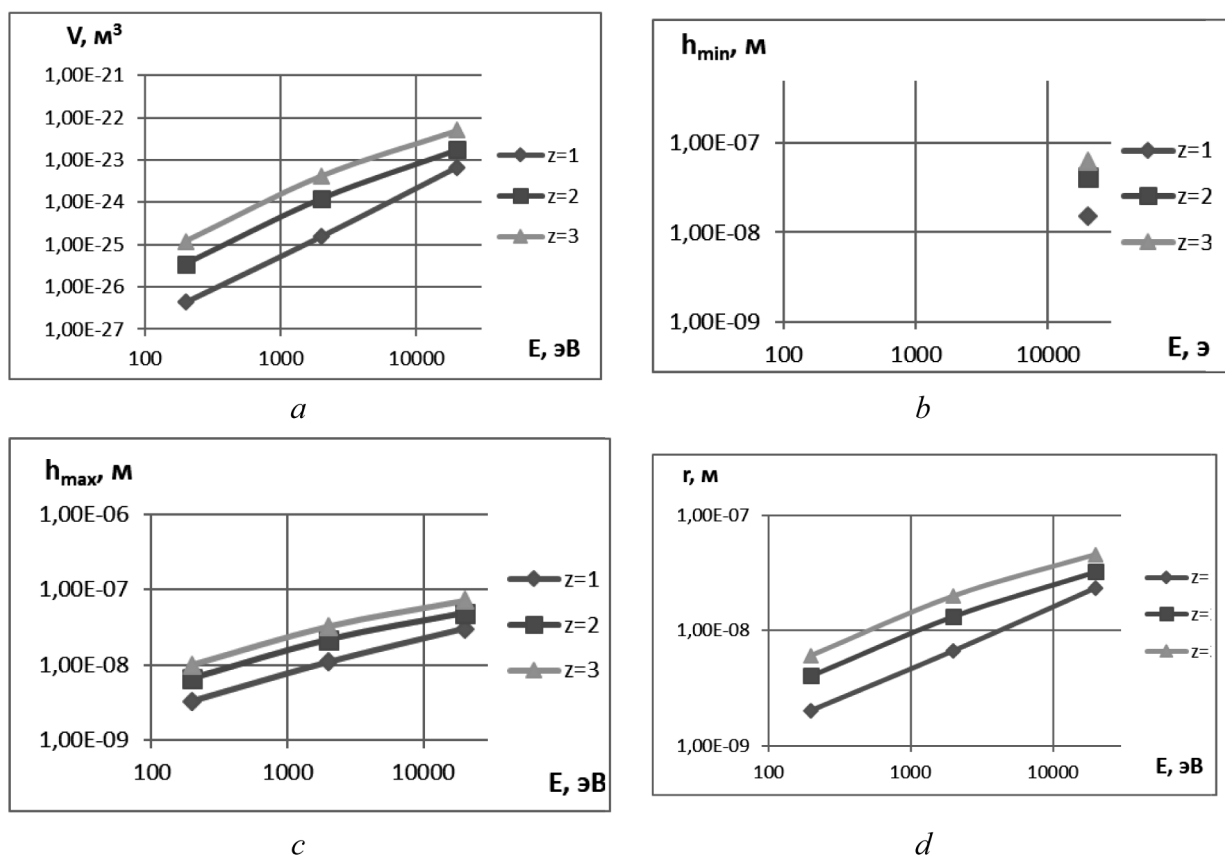 V, м³
1,00E-21
1,00E-22
1,00E-23
1,00E-24
1,00E-25
1,00E-26
1,00E-27
100 1000 10000
E, эВ
z=1
z=2
z=3
a
h_min, м
1,00E-07
1,00E-08
1,00E-09
100 1000 10000
E, э
z=1
z=2
z=3
b
h_max, м
1,00E-06
1,00E-07
1,00E-08
1,00E-09
100 1000 10000
E, эВ
z=1
z=2
z=3
c
r, м
1,00E-07
1,00E-08
1,00E-09
100 1000 10000
E, эВ
z=
z=
z=
d